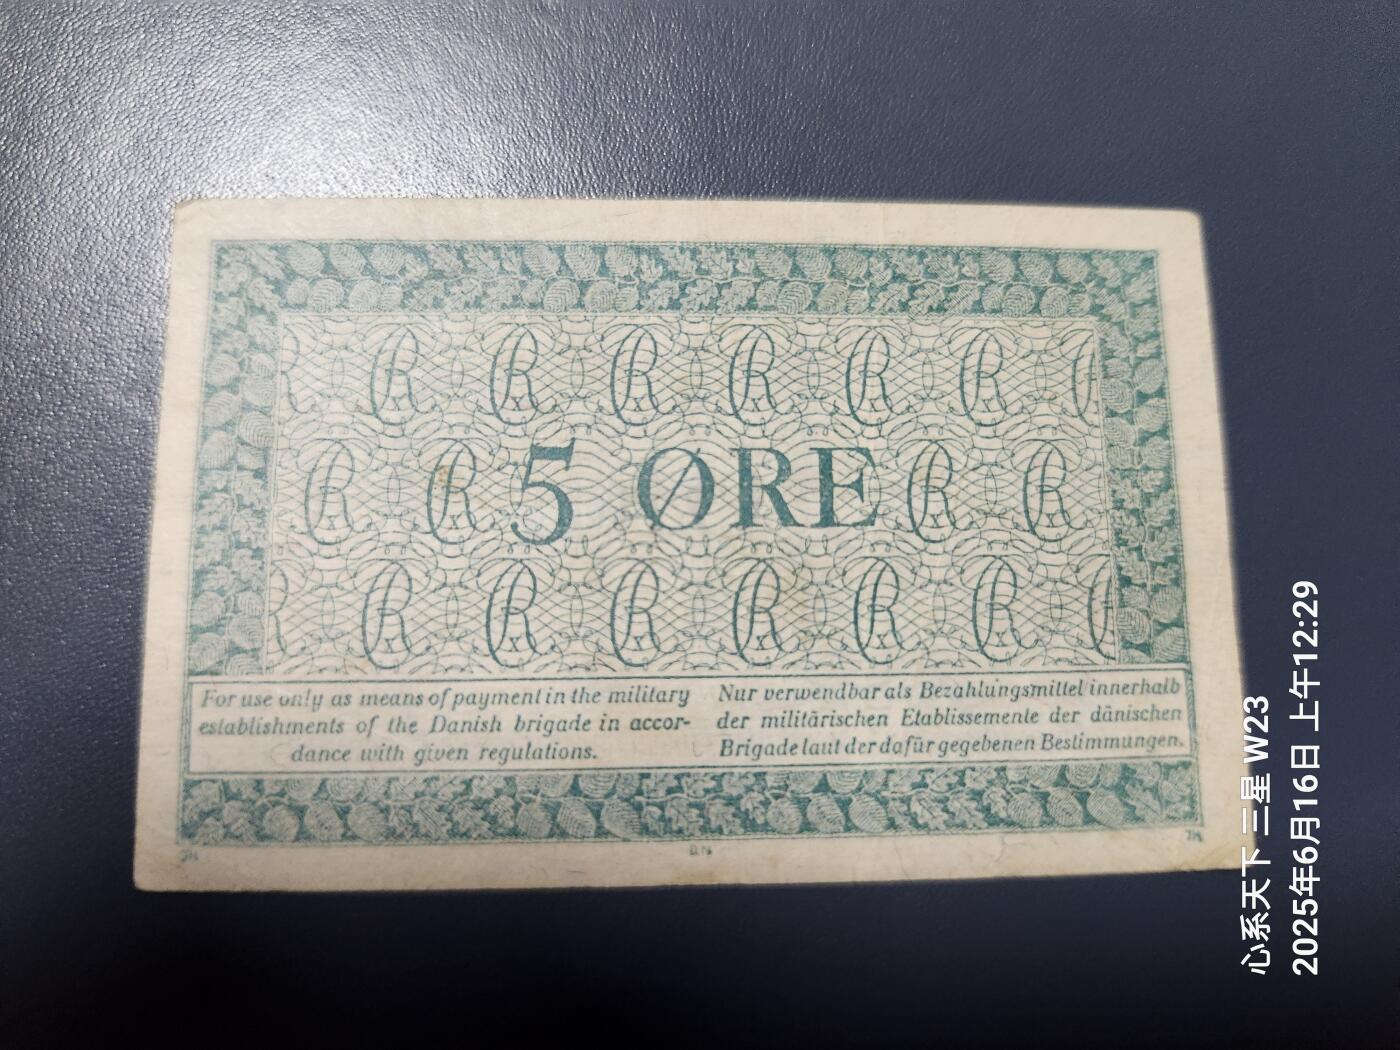 5 ØRE
For use only as means of payment in the military
establishments of the Danish brigade in accor-
dance with given regulations.
Nur verwendbar als Bezahlungsmittel innerhalb
der militärischen Etablissemente der dänischen
Brigade laut der dafür gegebenen Bestimmungen.
心系天下 三星 W23
2025年6月16日 上午12:29